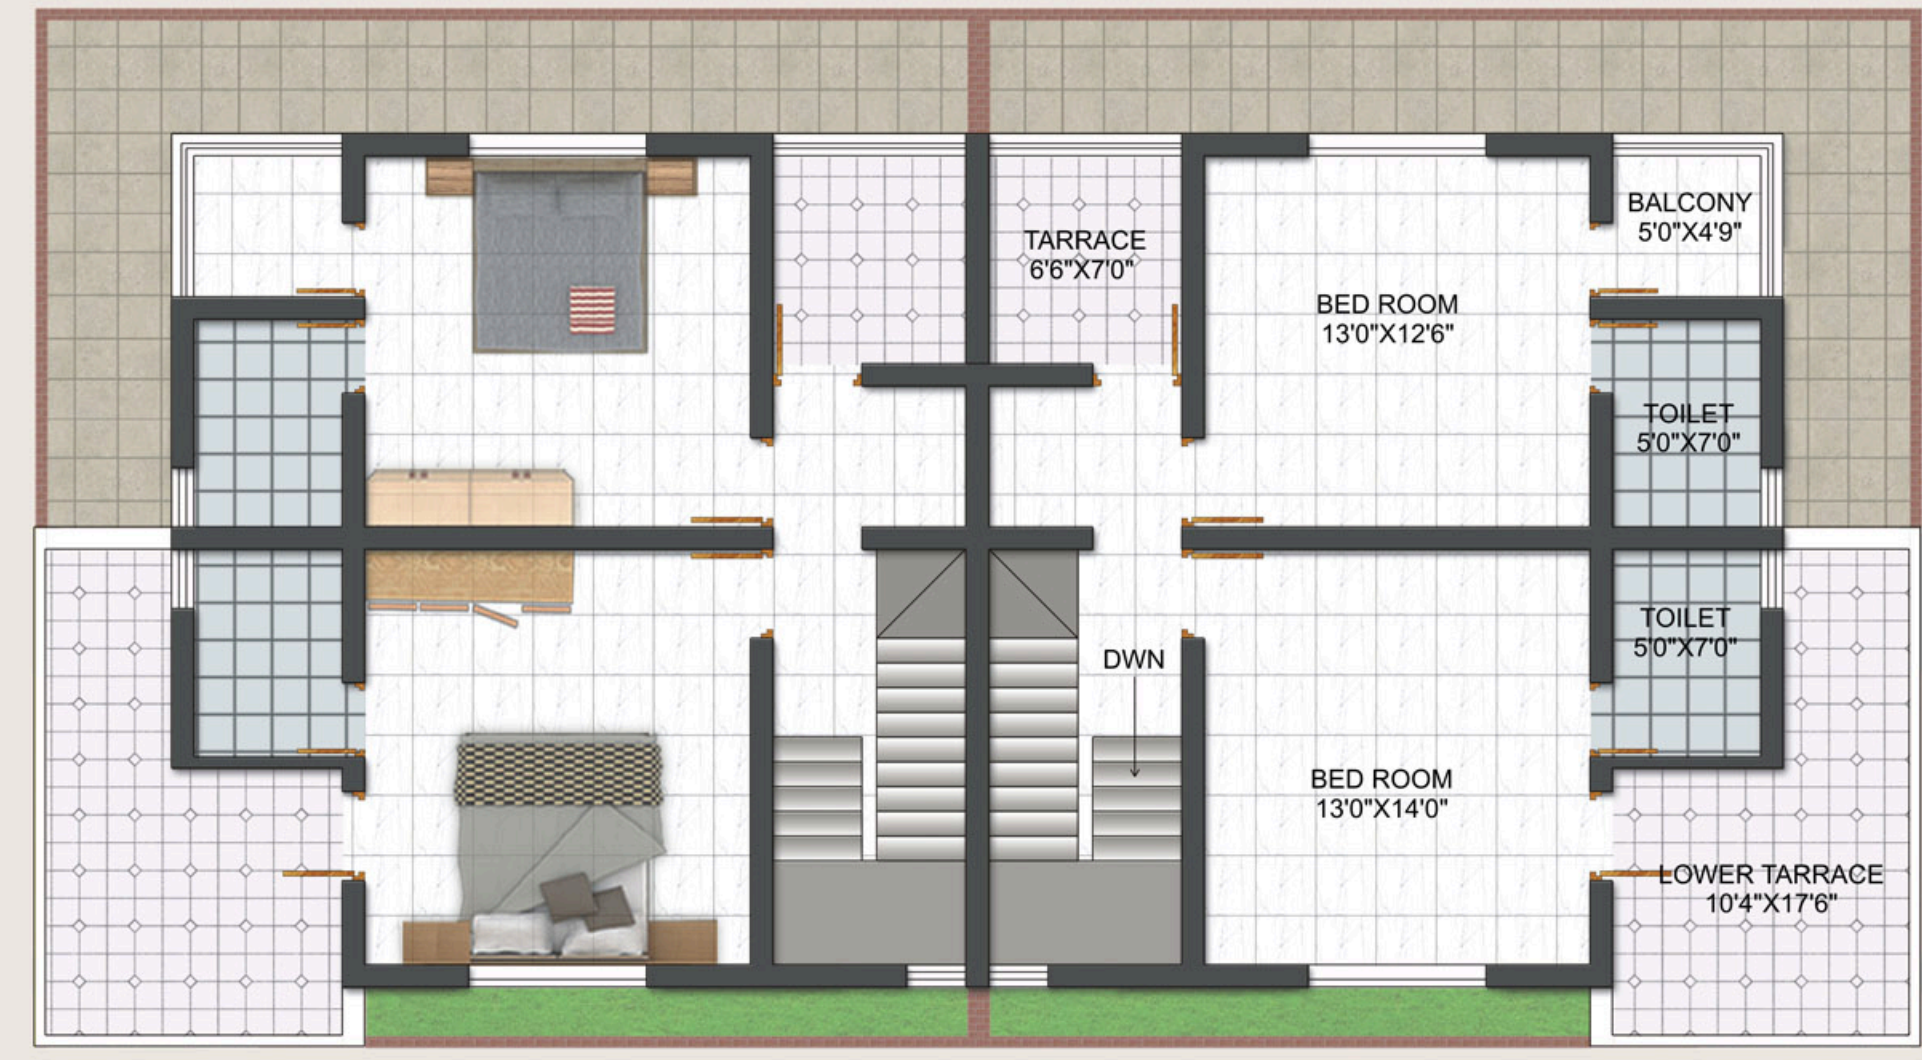 TARRACE
6'6"X7'0"
BED ROOM
13'0"X12'6"
BALCONY
5'0"X4'9"
TOILET
5'0"X7'0"
TOILET
5'0"X7'0"
DWN
BED ROOM
13'0"X14'0"
LOWER TARRACE
10'4"X17'6"